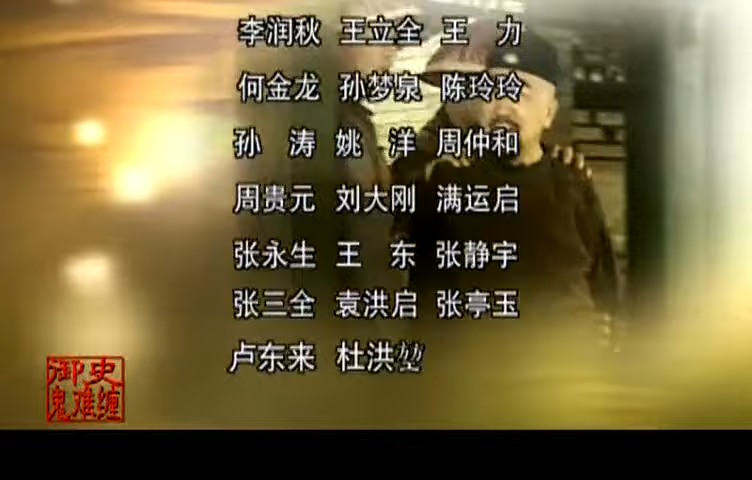 李润秋 王立全 王　力
何金龙 孙梦泉 陈玲玲
孙　涛 姚　洋 周仲和
周贵元 刘大刚 满运启
张永生 王　东 张静宇
张三全 袁洪启 张亭玉
卢东来 杜洪堃
御史
鬼难缠